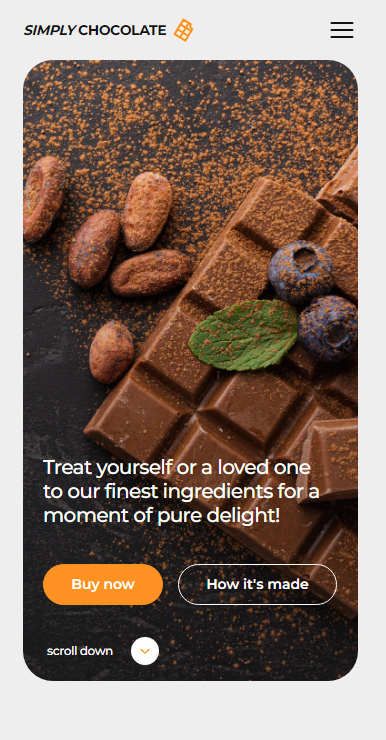 SIMPLY CHOCOLATE
Treat yourself or a loved one
to our finest ingredients for a
moment of pure delight!
Buy now How it's made
scroll down